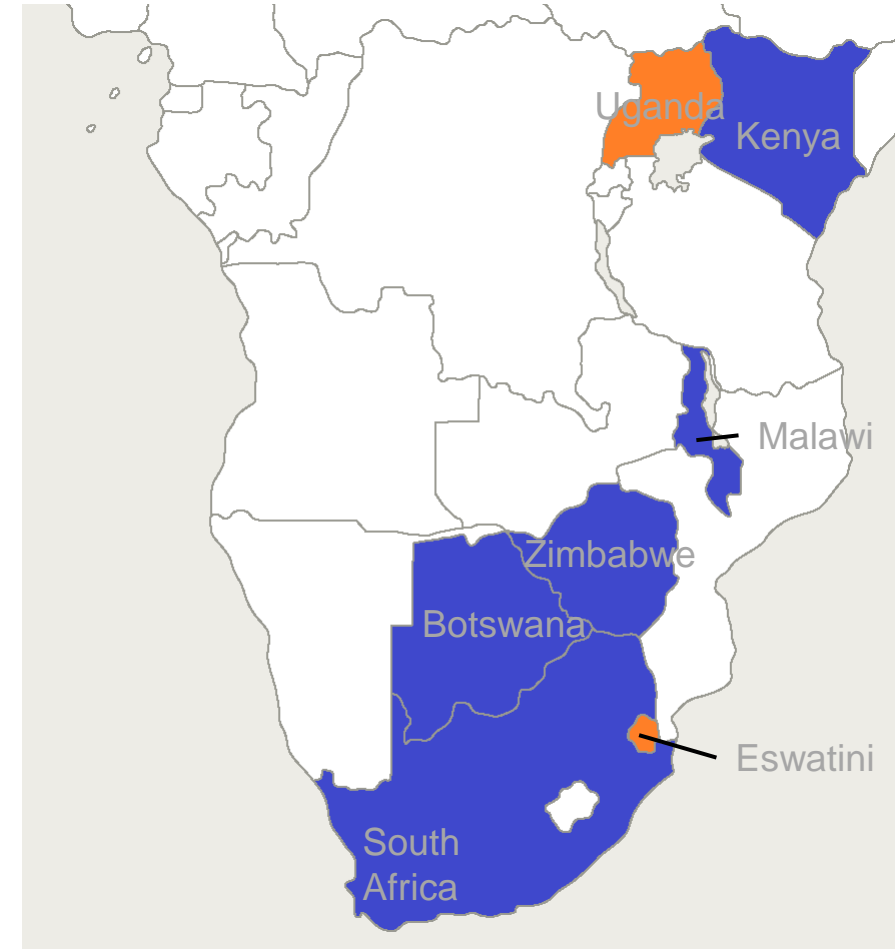 Uganda
Kenya
Malawi
Zimbabwe
Botswana
Eswatini
South
Africa